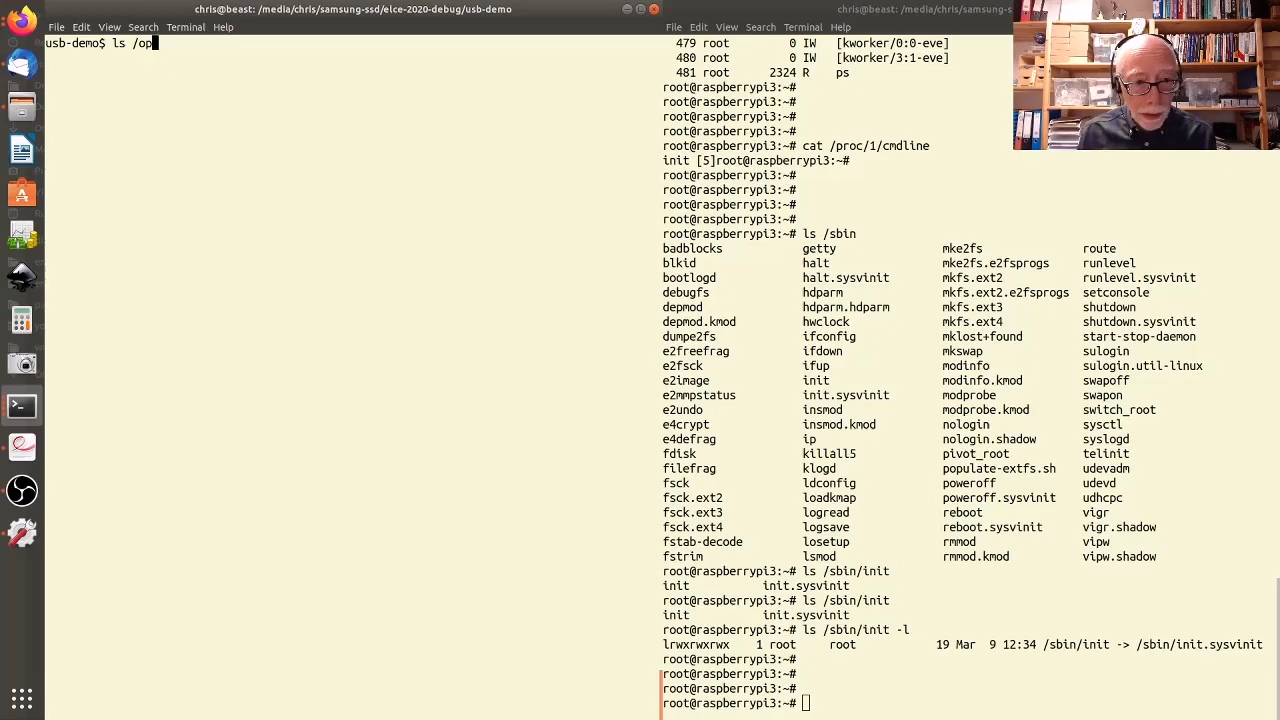 chris@beast: /media/chris/samsung-ssd/elce-2020-debug/usb-demo
File Edit View Search Terminal Help
usb-demo$ ls /op
chris@beast: /media/chris/samsung-s
File Edit View Search Terminal Help
479 root 0 IW [kworker/0:0-eve]
480 root 0 IW [kworker/3:1-eve]
481 root 2324 R ps
root@raspberrypi3:~#
root@raspberrypi3:~#
root@raspberrypi3:~#
root@raspberrypi3:~#
root@raspberrypi3:~# cat /proc/1/cmdline
init [5]root@raspberrypi3:~#
root@raspberrypi3:~#
root@raspberrypi3:~#
root@raspberrypi3:~#
root@raspberrypi3:~#
root@raspberrypi3:~# ls /sbin
badblocks getty mke2fs route
blkid halt mke2fs.e2fsprogs runlevel
bootlogd halt.sysvinit mkfs.ext2 runlevel.sysvinit
debugfs hdparm mkfs.ext2.e2fsprogs setconsole
depmod hdparm.hdparm mkfs.ext3 shutdown
depmod.kmod hwclock mkfs.ext4 shutdown.sysvinit
dumpe2fs ifconfig mklost+found start-stop-daemon
e2freefrag ifdown mkswap sulogin
e2fsck ifup modinfo sulogin.util-linux
e2image init modinfo.kmod swapoff
e2mmpstatus init.sysvinit modprobe swapon
e2undo insmod modprobe.kmod switch_root
e4crypt insmod.kmod nologin sysctl
e4defrag ip nologin.shadow syslogd
fdisk killall5 pivot_root telinit
filefrag klogd populate-extfs.sh udevadm
fsck ldconfig poweroff udevd
fsck.ext2 loadkmap poweroff.sysvinit udhcpc
fsck.ext3 logread reboot vigr
fsck.ext4 logsave reboot.sysvinit vigr.shadow
fstab-decode losetup rmmod vipw
fstrim lsmod rmmod.kmod vipw.shadow
root@raspberrypi3:~# ls /sbin/init
init init.sysvinit
root@raspberrypi3:~# ls /sbin/init
init init.sysvinit
root@raspberrypi3:~# ls /sbin/init -l
lrwxrwxrwx 1 root root 19 Mar 9 12:34 /sbin/init -> /sbin/init.sysvinit
root@raspberrypi3:~#
root@raspberrypi3:~#
root@raspberrypi3:~#
root@raspberrypi3:~#